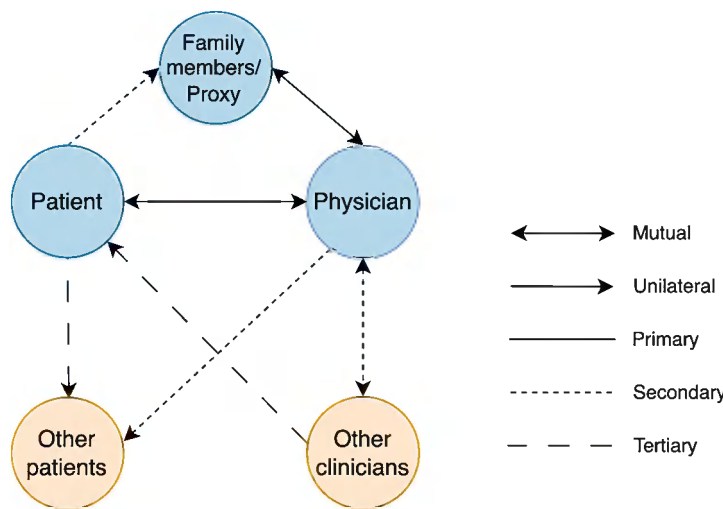 Family
members/
Proxy
Patient
Physician
Mutual
Unilateral
Primary
Secondary
Tertiary
Other
patients
Other
clinicians